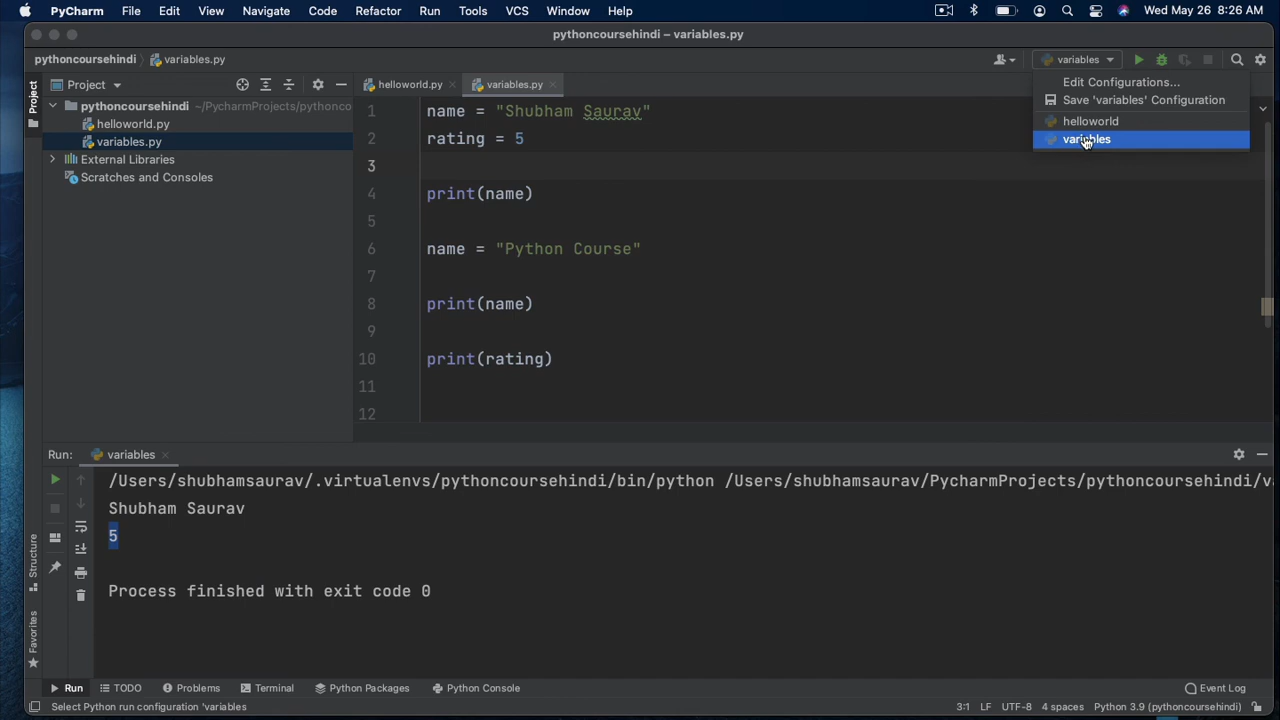 PyCharm File Edit View Navigate Code Refactor Run Tools VCS Window Help Wed May 26 8:26 AM
pythoncoursehindi – variables.py
pythoncoursehindi variables.py variables
Project Project helloworld.py variables.py
Edit Configurations...
Save 'variables' Configuration
helloworld
variables
pythoncoursehindi ~/PycharmProjects/pythonco
helloworld.py
variables.py
External Libraries
Scratches and Consoles
1 name = "Shubham Saurav"
2 rating = 5
3
4 print(name)
5
6 name = "Python Course"
7
8 print(name)
9
10 print(rating)
11
12
Run: variables
/Users/shubhamsaurav/.virtualenvs/pythoncoursehindi/bin/python /Users/shubhamsaurav/PycharmProjects/pythoncoursehindi/va
Shubham Saurav
5
Process finished with exit code 0
Structure
Favorites
Run TODO Problems Terminal Python Packages Python Console Event Log
Select Python run configuration 'variables 3:1 LF UTF-8 4 spaces Python 3.9 (pythoncoursehindi)